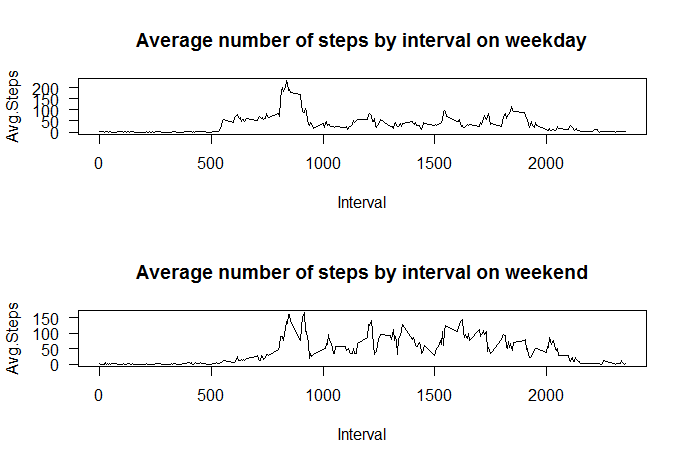 Average number of steps by interval on weekday
Avg.Steps
200
150
100
50
0
0 500 1000 1500 2000
Interval
Average number of steps by interval on weekend
Avg.Steps
150
100
50
0
0 500 1000 1500 2000
Interval